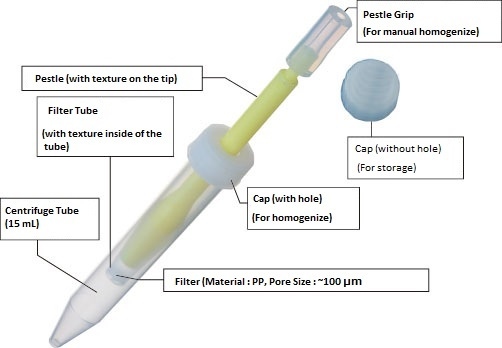 Pestle Grip
(For manual homogenize)
Pestle (with texture on the tip)
Filter Tube
(with texture inside of the
tube)
Cap (without hole)
(For storage)
Cap (with hole)
(For homogenize)
Centrifuge Tube
(15 mL)
Filter (Material : PP, Pore Size : ~100 µm